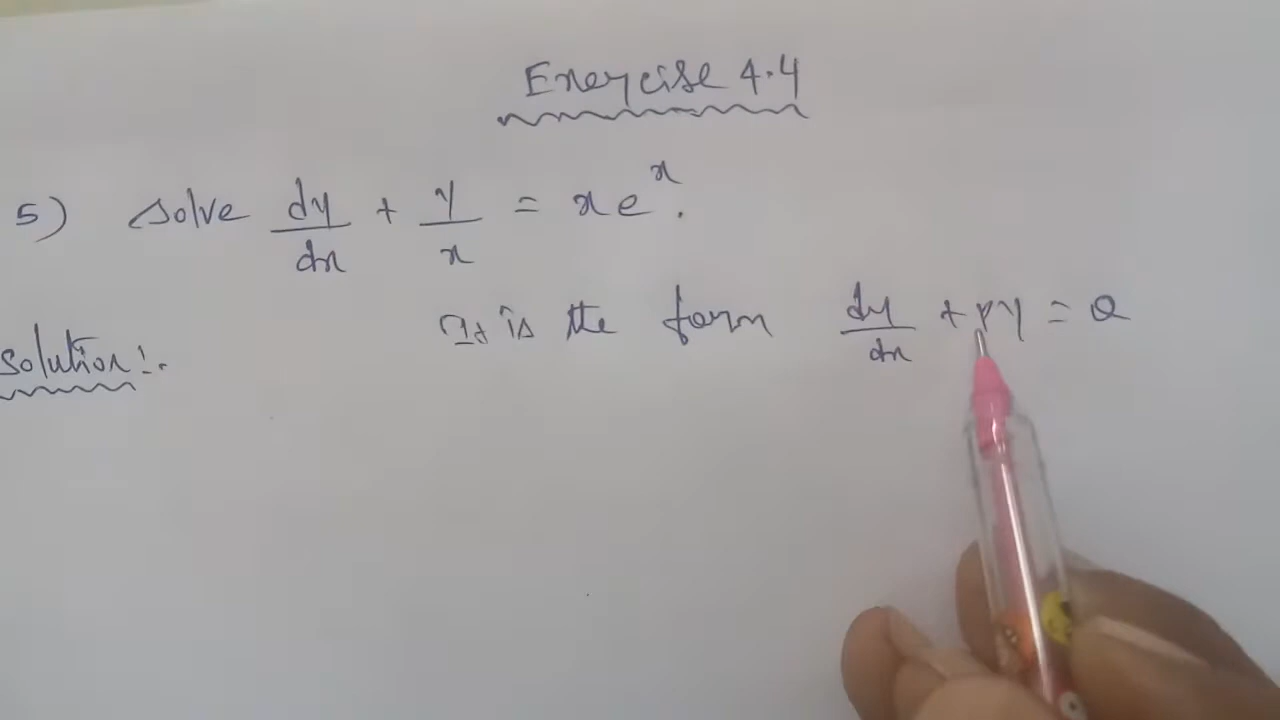 Exercise 4.4
5) Solve dy/dx + y/x = xe^x.
Solution:-
It is the form dy/dx + py = Q